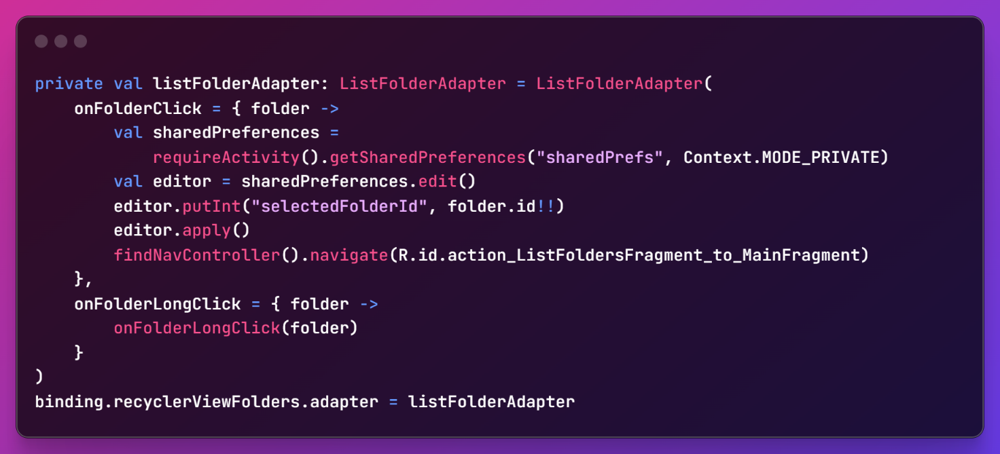 private val listFolderAdapter: ListFolderAdapter = ListFolderAdapter(
    onFolderClick = { folder ->
        val sharedPreferences =
            requireActivity().getSharedPreferences("sharedPrefs", Context.MODE_PRIVATE)
        val editor = sharedPreferences.edit()
        editor.putInt("selectedFolderId", folder.id!!)
        editor.apply()
        findNavController().navigate(R.id.action_ListFoldersFragment_to_MainFragment)
    },
    onFolderLongClick = { folder ->
        onFolderLongClick(folder)
    }
)
binding.recyclerViewFolders.adapter = listFolderAdapter